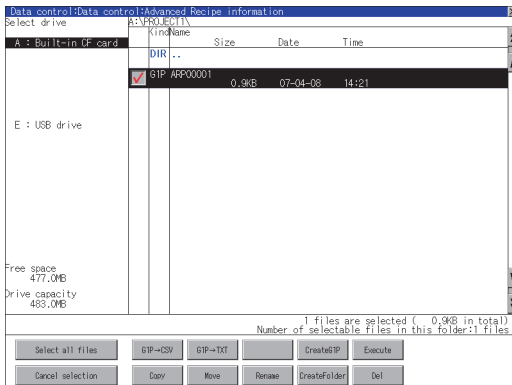 Data control:Data control:Advanced Recipe information
Select drive
A:\PROJECT1\
Kind Name
Size Date Time
A : Built-in CF card
DIR ..
G1P ARP00001
0.9KB 07-04-08 14:21
E : USB drive
Free space
477.0MB
Drive capacity
483.0MB
1 files are selected ( 0.9KB in total)
Number of selectable files in this folder:1 files
Select all files G1P→CSV G1P→TXT CreateG1P Execute
Cancel selection Copy Move Rename CreateFolder Del